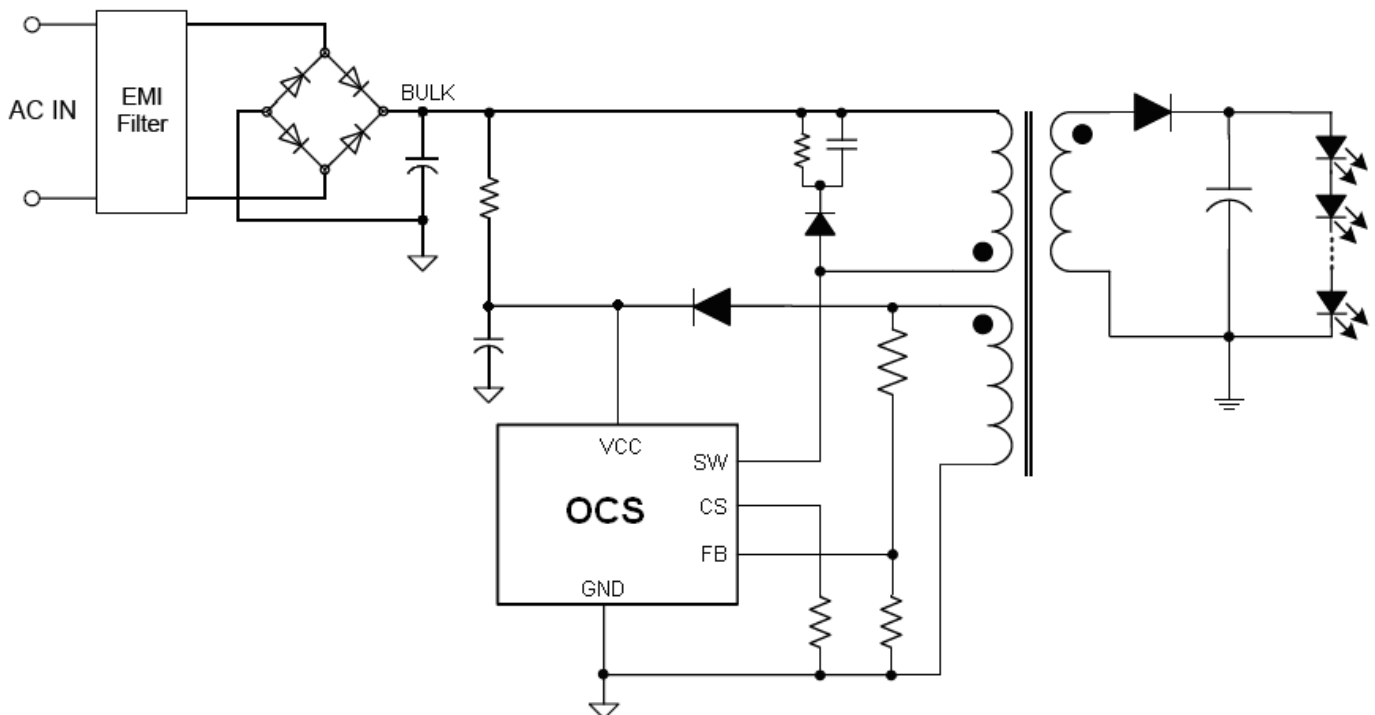 AC IN
EMI
Filter
BULK
VCC
SW
OCS
CS
FB
GND